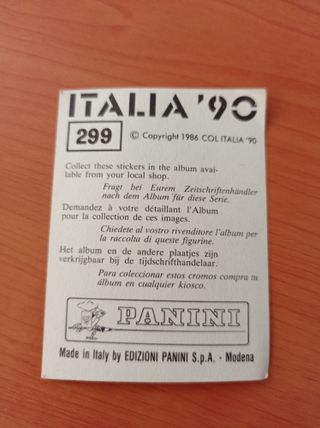 ITALIA '90
299
© Copyright 1986 COL ITALIA '90
Collect these stickers in the album avai-
lable from your local shop.
Fragt bei Eurem Zeitschriftenhändler
nach dem Album für diese Serie.
Demandez à votre détaillant l'Album
pour la collection de ces images.
Chiedete al vostro rivenditore l'album per
la raccolta di queste figurine.
Het album en de andere plaatjes zijn
verkrijgbaar bij de tijdschrifthandelaar.
Para coleccionar estos cromos compra tu
álbum en cualquier kiosco.
PANINI
Made in Italy by EDIZIONI PANINI S.p.A. - Modena